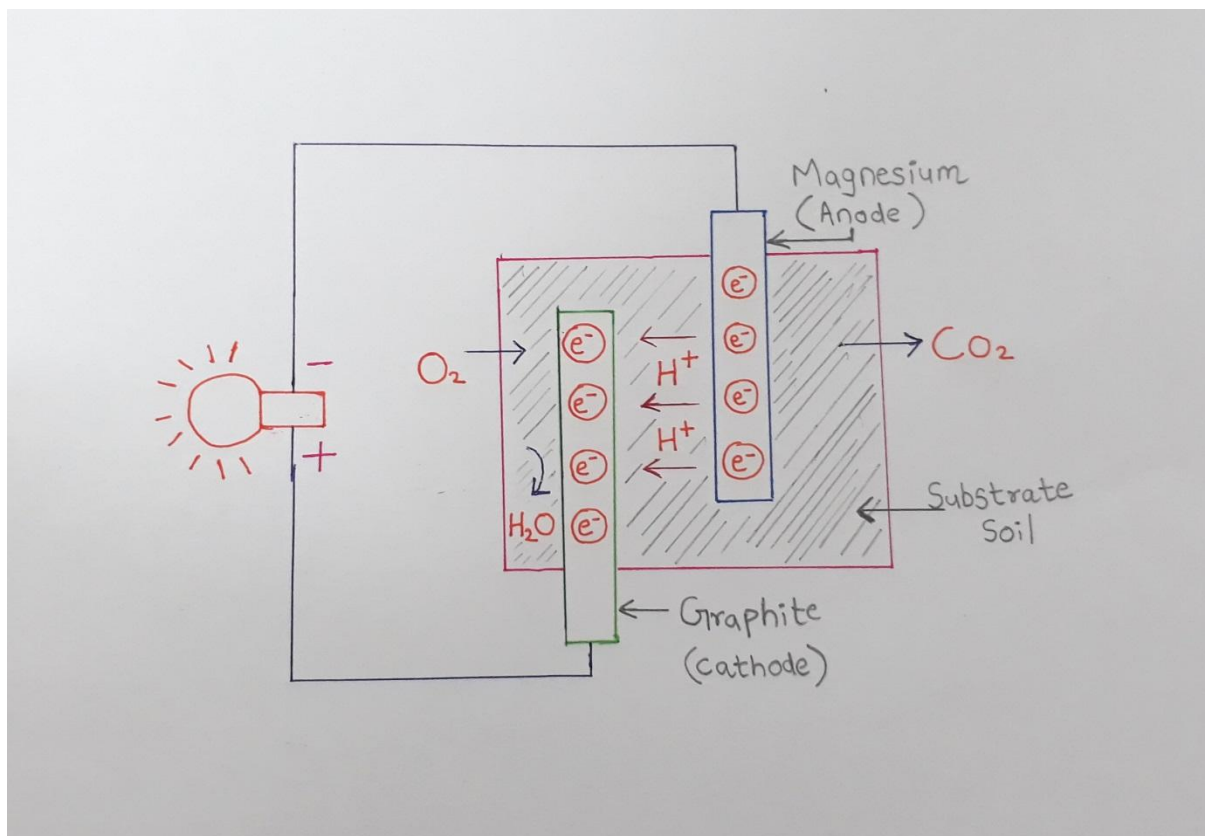 Magnesium
(Anode)
e⁻
e⁻
e⁻
e⁻
e⁻
e⁻
e⁻
e⁻
O₂
H⁺
H⁺
CO₂
−
+
H₂O
Substrate
Soil
Graphite
(cathode)